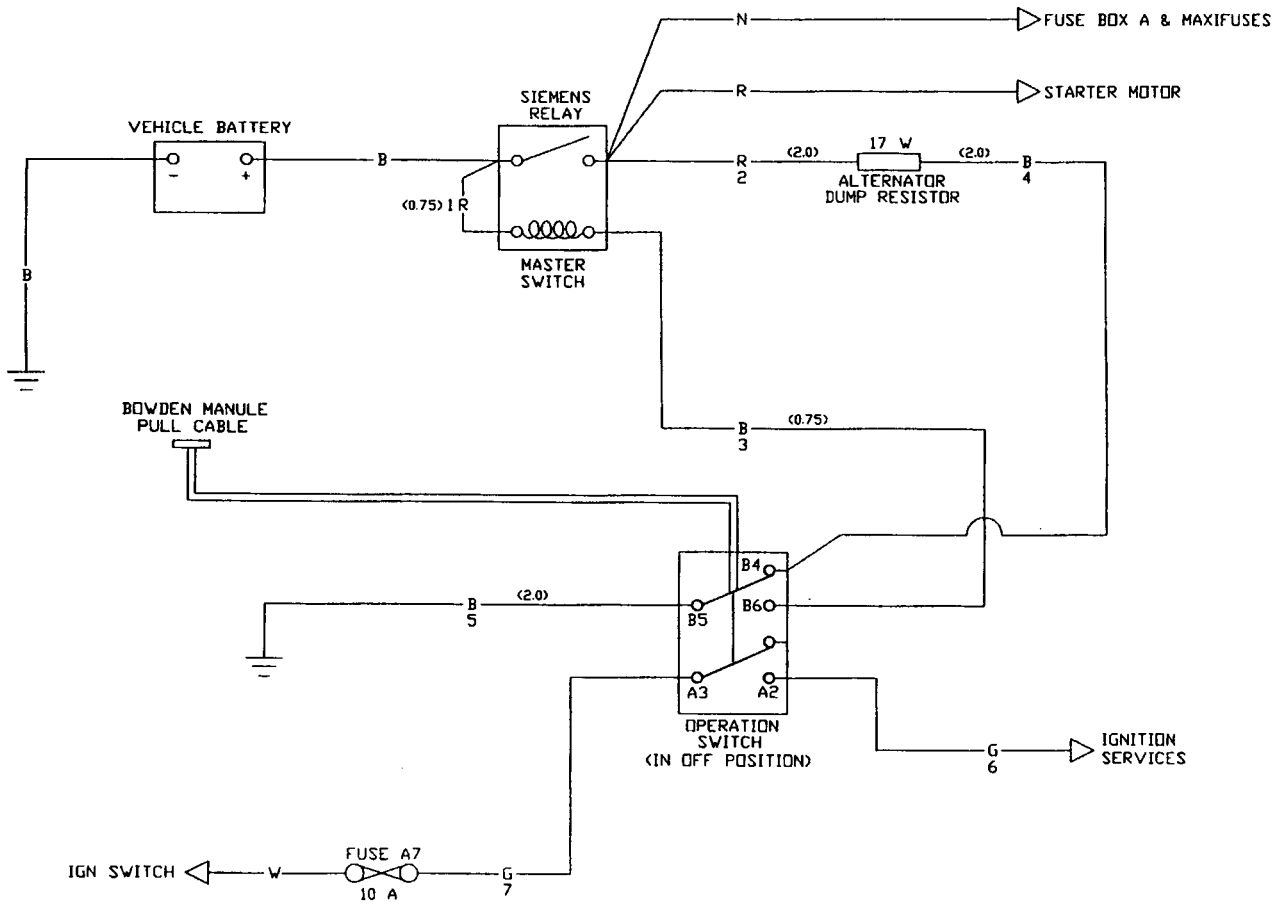 N
FUSE BOX A & MAXIFUSES
R
STARTER MOTOR
SIEMENS
RELAY
VEHICLE BATTERY
-
+
B
R
2
(2.0)
17 W
(2.0)
B
4
ALTERNATOR
DUMP RESISTOR
(0.75) 1 R
B
MASTER
SWITCH
BOWDEN MANULE
PULL CABLE
B
3
(0.75)
B4
B
5
(2.0)
B5
B6
A3
A2
OPERATION
SWITCH
(IN OFF POSITION)
G
6
IGNITION
SERVICES
IGN SWITCH
W
FUSE A7
10 A
G
7